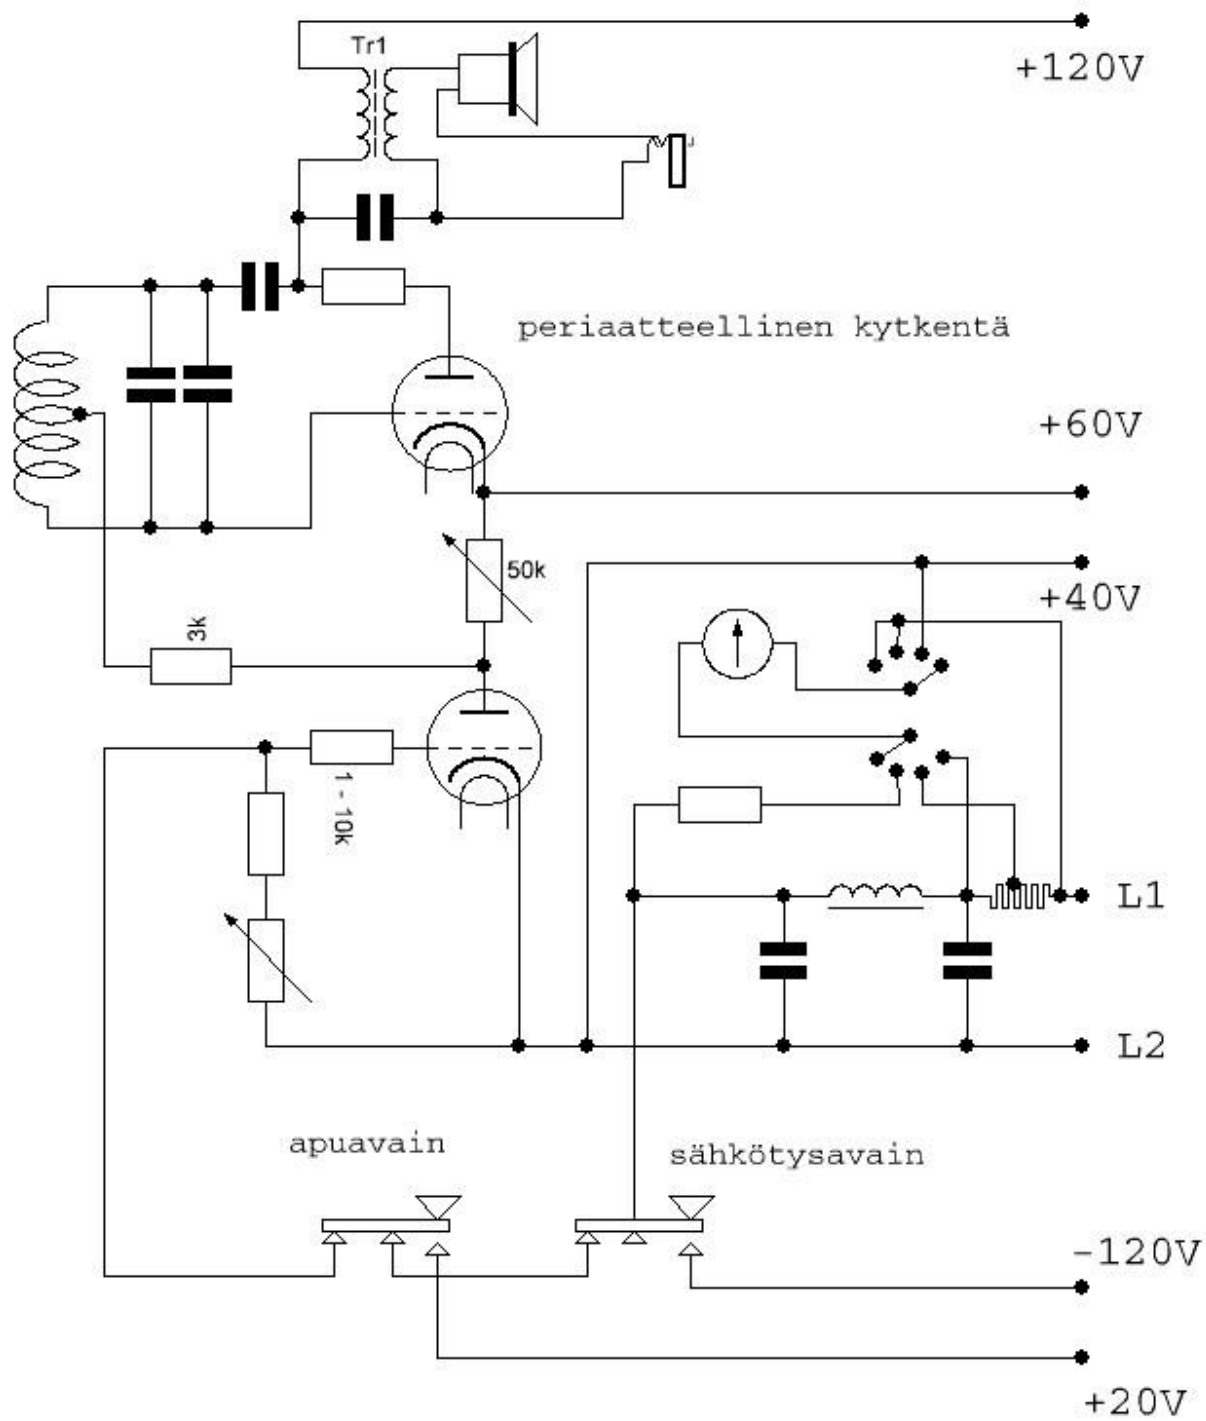 Tr1
+120V
periaatteellinen kytkentä
+60V
50k
+40V
3k
1 - 10k
L1
L2
apuavain
sähkötysavain
-120V
+20V